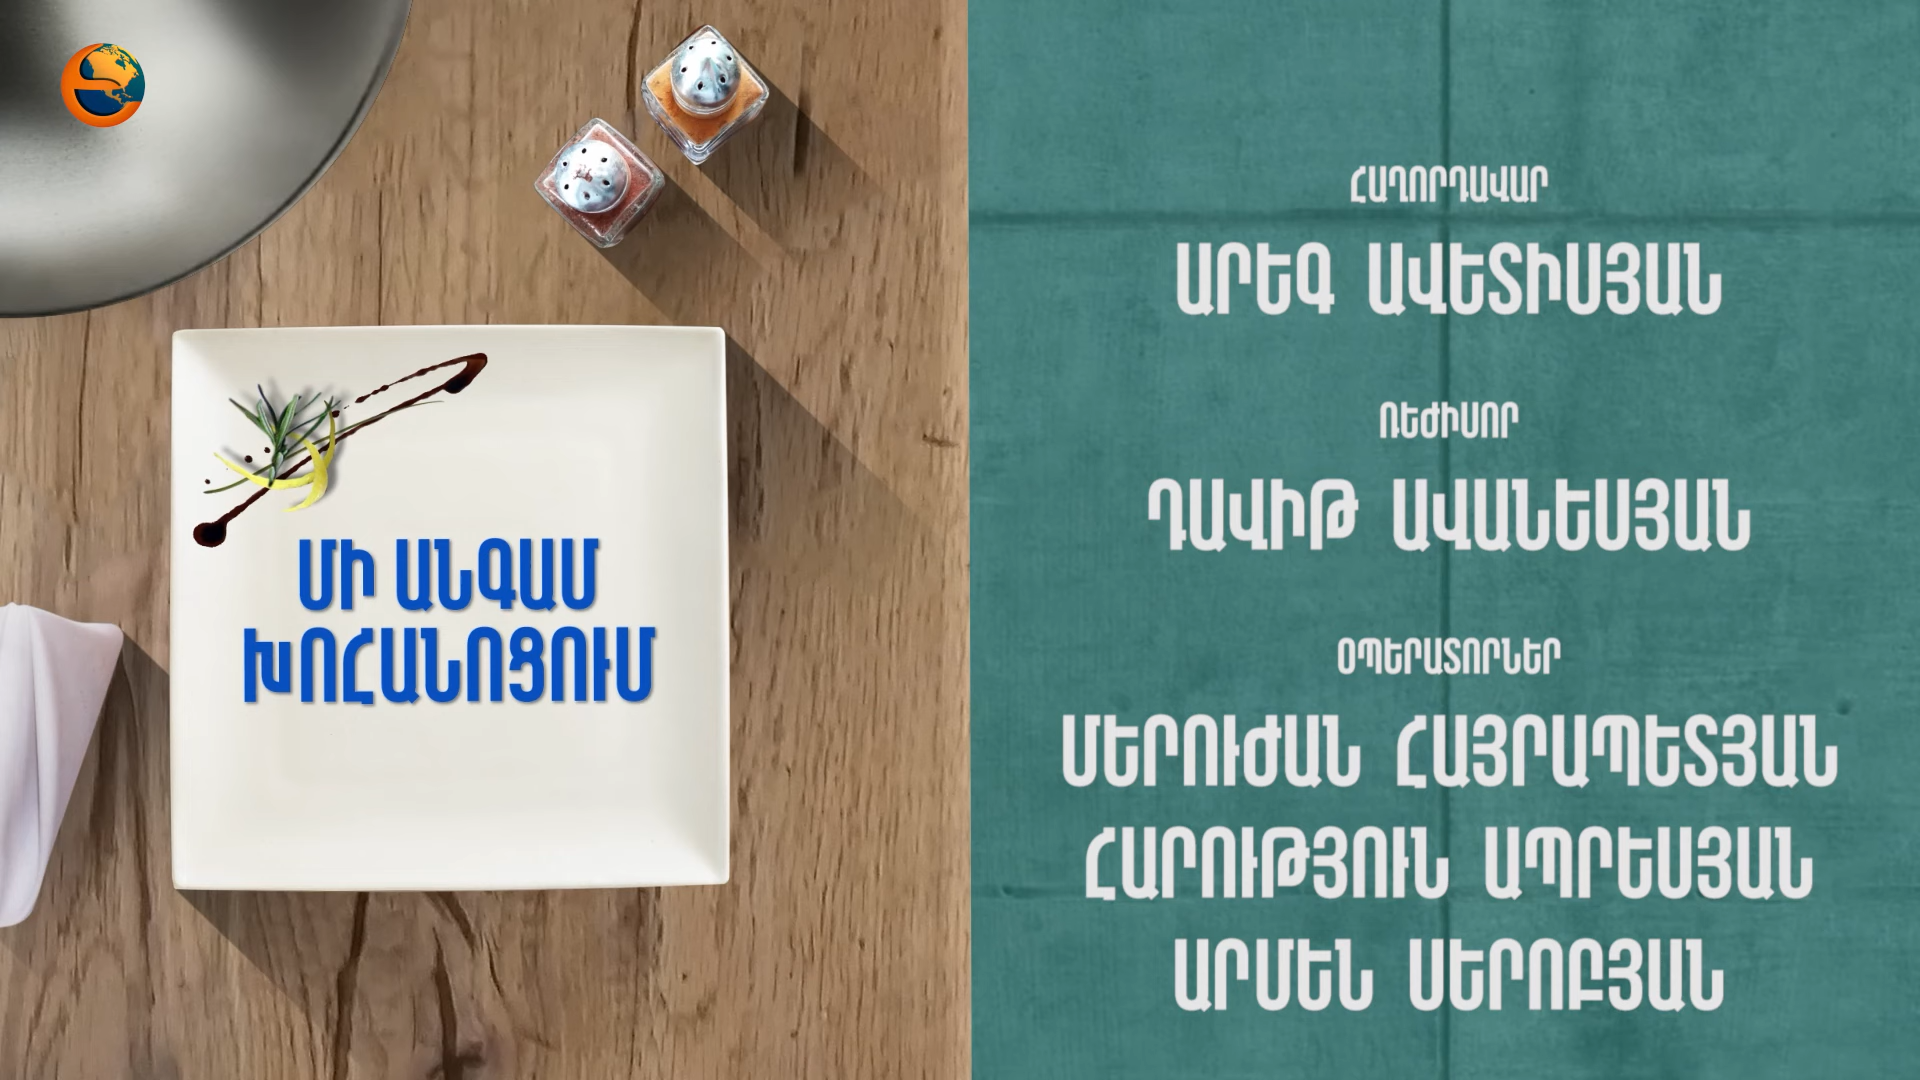 ՄԻ ԱՆԳԱՄ
ԽՈՀԱՆՈՑՈՒՄ
ՀԱՂՈՐԴԱՎԱՐ
ԱՐԵԳ ԱՎԵՏԻՍՅԱՆ
ՌԵԺԻՍՈՐ
ԴԱՎԻԹ ԱՎԱՆԵՍՅԱՆ
ՕՊԵՐԱՏՈՐՆԵՐ
ՄԵՐՈՒԺԱՆ ՀԱՅՐԱՊԵՏՅԱՆ
ՀԱՐՈՒԹՅՈՒՆ ԱՊՐԵՍՅԱՆ
ԱՐՄԵՆ ՍԵՐՈԲՅԱՆ